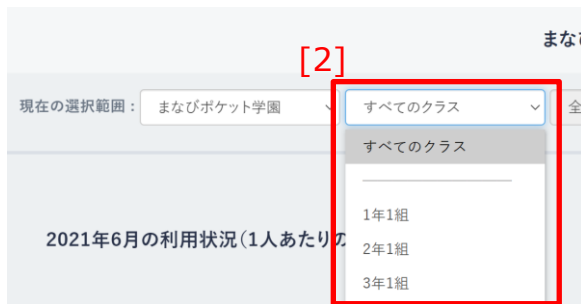 まなび
[2]
現在の選択範囲： まなびポケット学園 すべてのクラス 全
すべてのクラス
1年1組
2021年6月の利用状況（1人あたりの
2年1組
3年1組